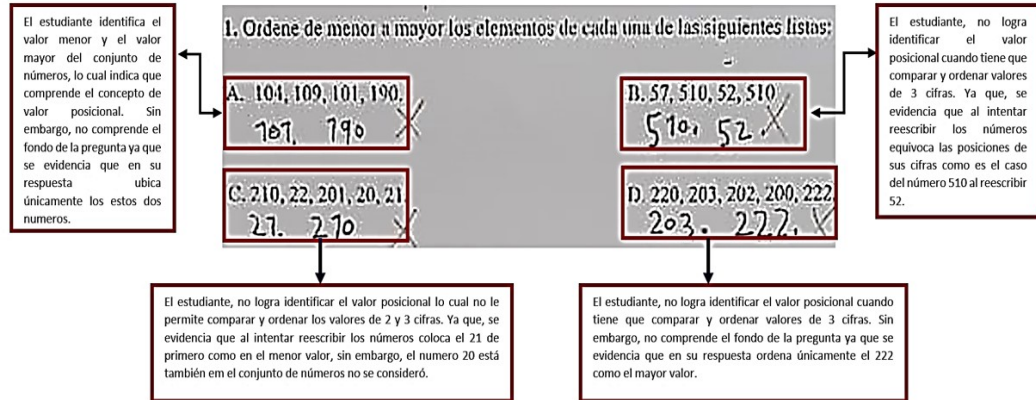 El estudiante identifica el
valor menor y el valor
mayor del conjunto de
números, lo cual indica que
comprende el concepto de
valor posicional. Sin
embargo, no comprende el
fondo de la pregunta ya que
se evidencia que en su
respuesta ubica
únicamente los estos dos
numeros.
1. Ordene de menor a mayor los elementos de cada una de las siguientes listas:
A. 104, 109, 101, 190.
101. 190
B. 57, 510, 52, 510
510. 52
C. 210, 22, 201, 20, 21
21. 210
D. 220, 203, 202, 200, 222
203. 222.
El estudiante, no logra
identificar el valor
posicional cuando tiene que
comparar y ordenar valores
de 3 cifras. Ya que, se
evidencia que al intentar
reescribir los números
equivoca las posiciones de
sus cifras como es el caso
del número 510 al reescribir
52.
El estudiante, no logra identificar el valor posicional lo cual no le
permite comparar y ordenar los valores de 2 y 3 cifras. Ya que, se
evidencia que al intentar reescribir los números coloca el 21 de
primero como en el menor valor, sin embargo, el numero 20 está
también em el conjunto de números no se consideró.
El estudiante, no logra identificar el valor posicional cuando
tiene que comparar y ordenar valores de 3 cifras. Sin
embargo, no comprende el fondo de la pregunta ya que se
evidencia que en su respuesta ordena únicamente el 222
como el mayor valor.